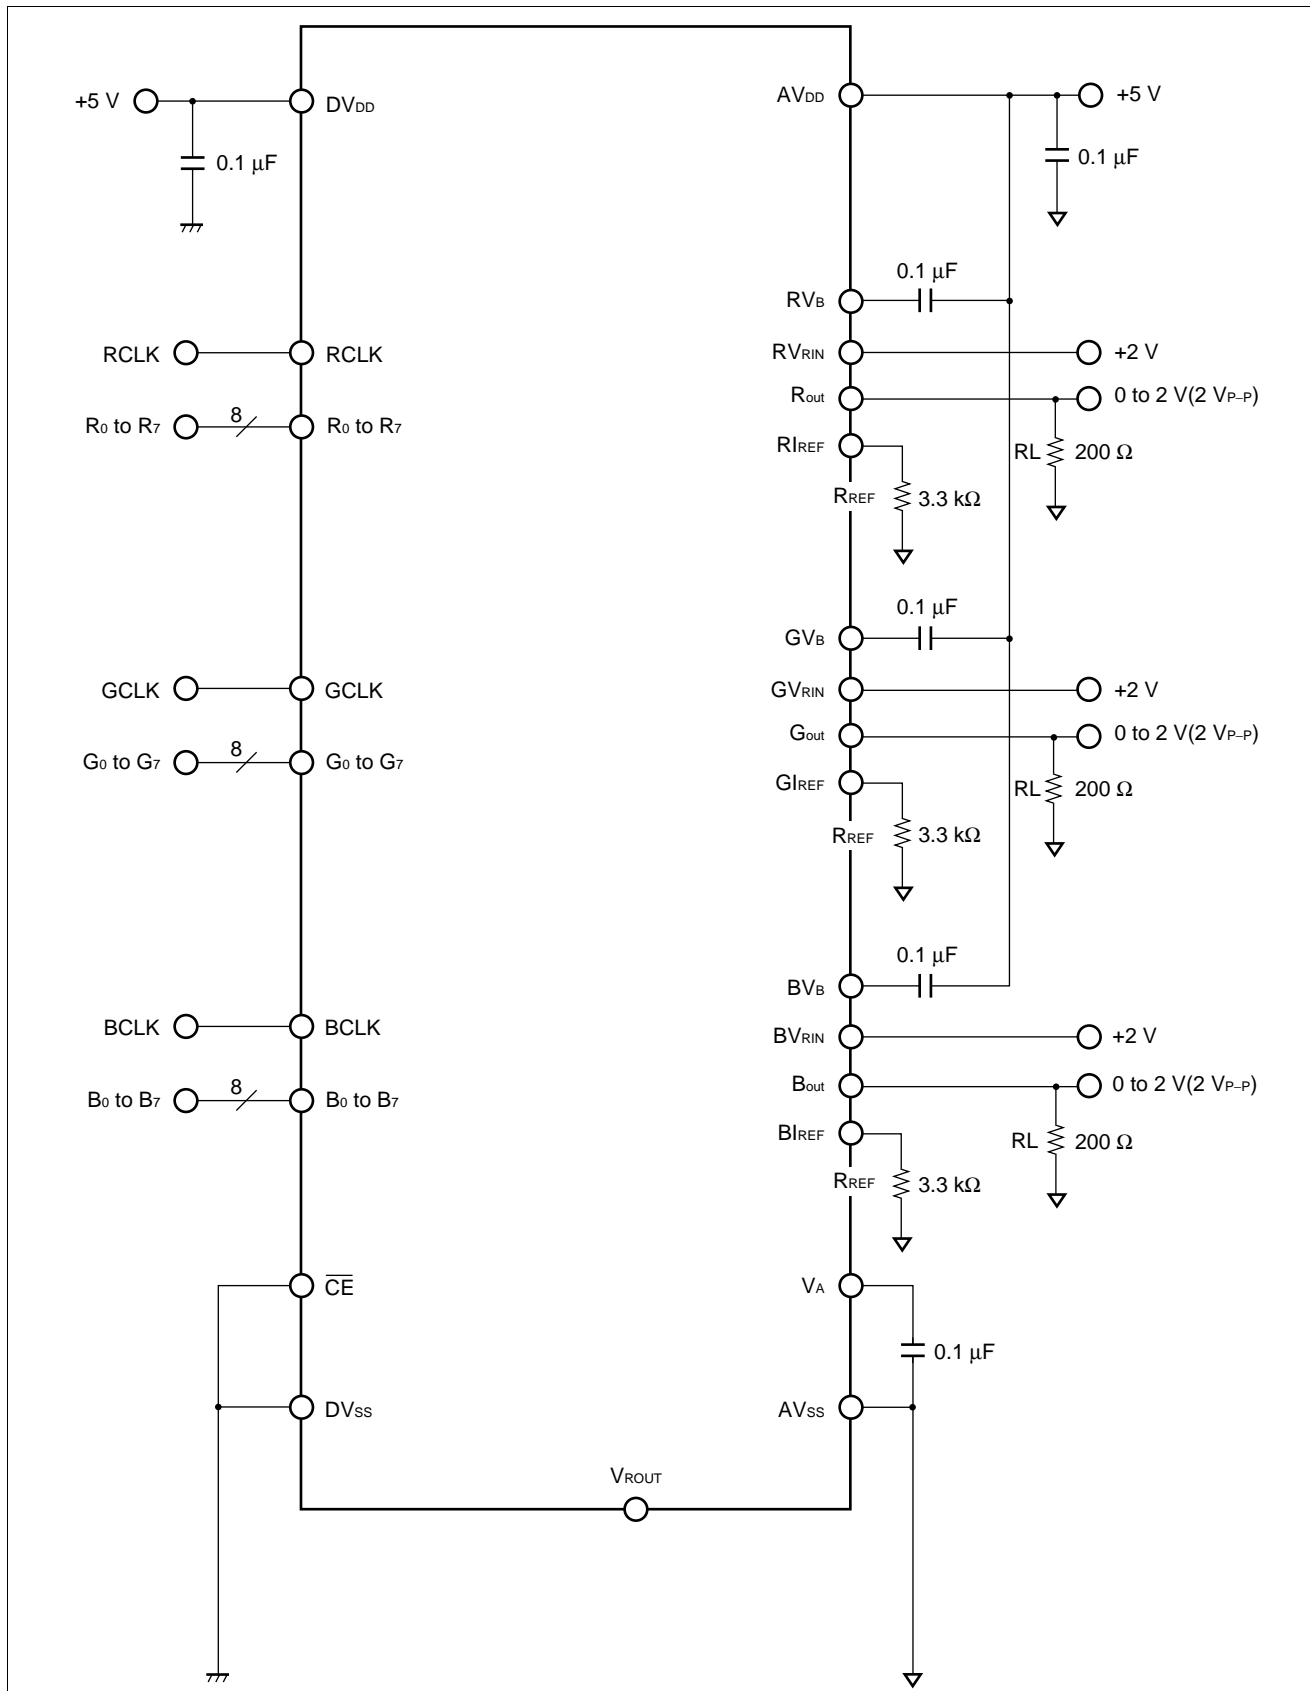 +5 V
DVDD
AVDD
+5 V
0.1 μF
0.1 μF
0.1 μF
RVB
RCLK
RCLK
RVRIN
+2 V
Rout
0 to 2 V(2 VP–P)
R0 to R7
8
R0 to R7
RIREF
RL
200 Ω
RREF
3.3 kΩ
0.1 μF
GVB
GCLK
GCLK
GVRIN
+2 V
Gout
0 to 2 V(2 VP–P)
G0 to G7
8
G0 to G7
GIREF
RL
200 Ω
RREF
3.3 kΩ
0.1 μF
BVB
BCLK
BCLK
BVRIN
+2 V
Bout
0 to 2 V(2 VP–P)
B0 to B7
8
B0 to B7
BIREF
RL
200 Ω
RREF
3.3 kΩ
C̅E̅
VA
0.1 μF
DVSS
AVSS
VROUT